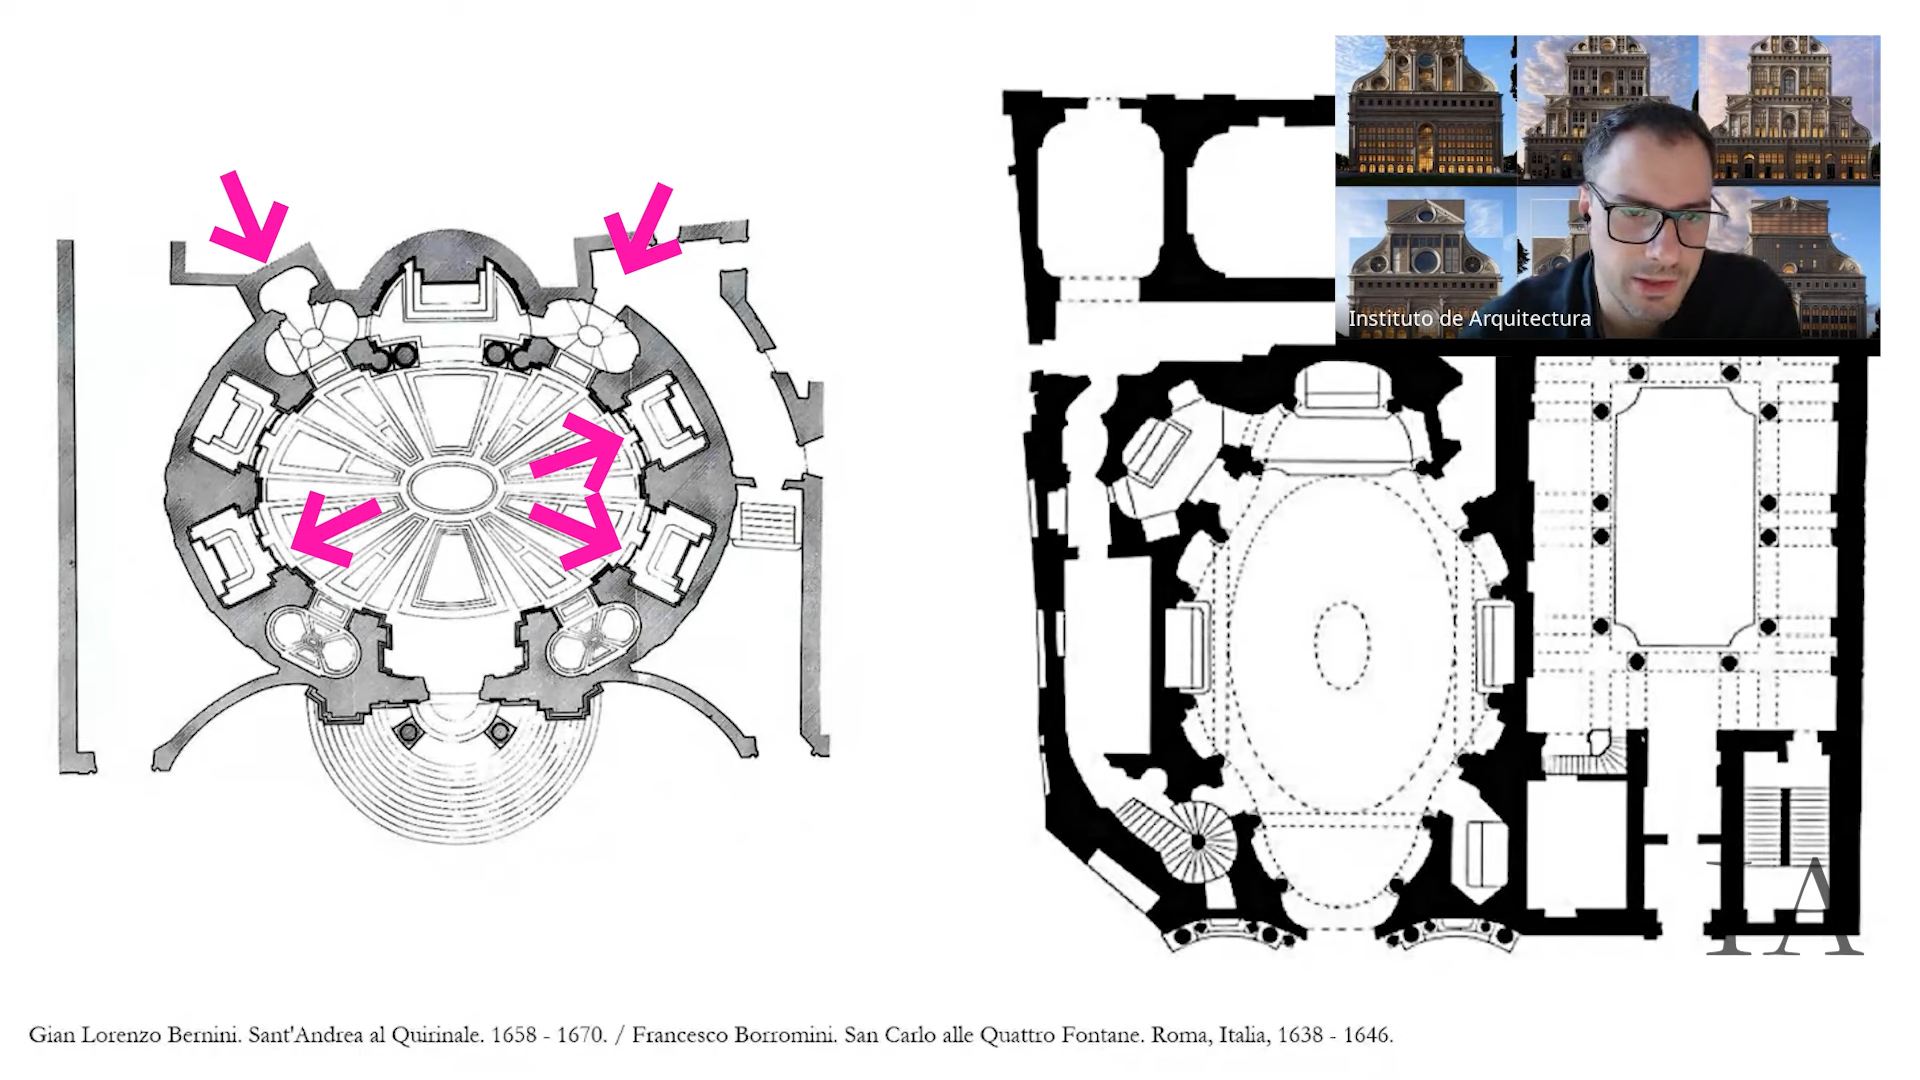 Instituto de Arquitectura
IA
Gian Lorenzo Bernini. Sant'Andrea al Quirinale. 1658 - 1670. / Francesco Borromini. San Carlo alle Quattro Fontane. Roma, Italia, 1638 - 1646.